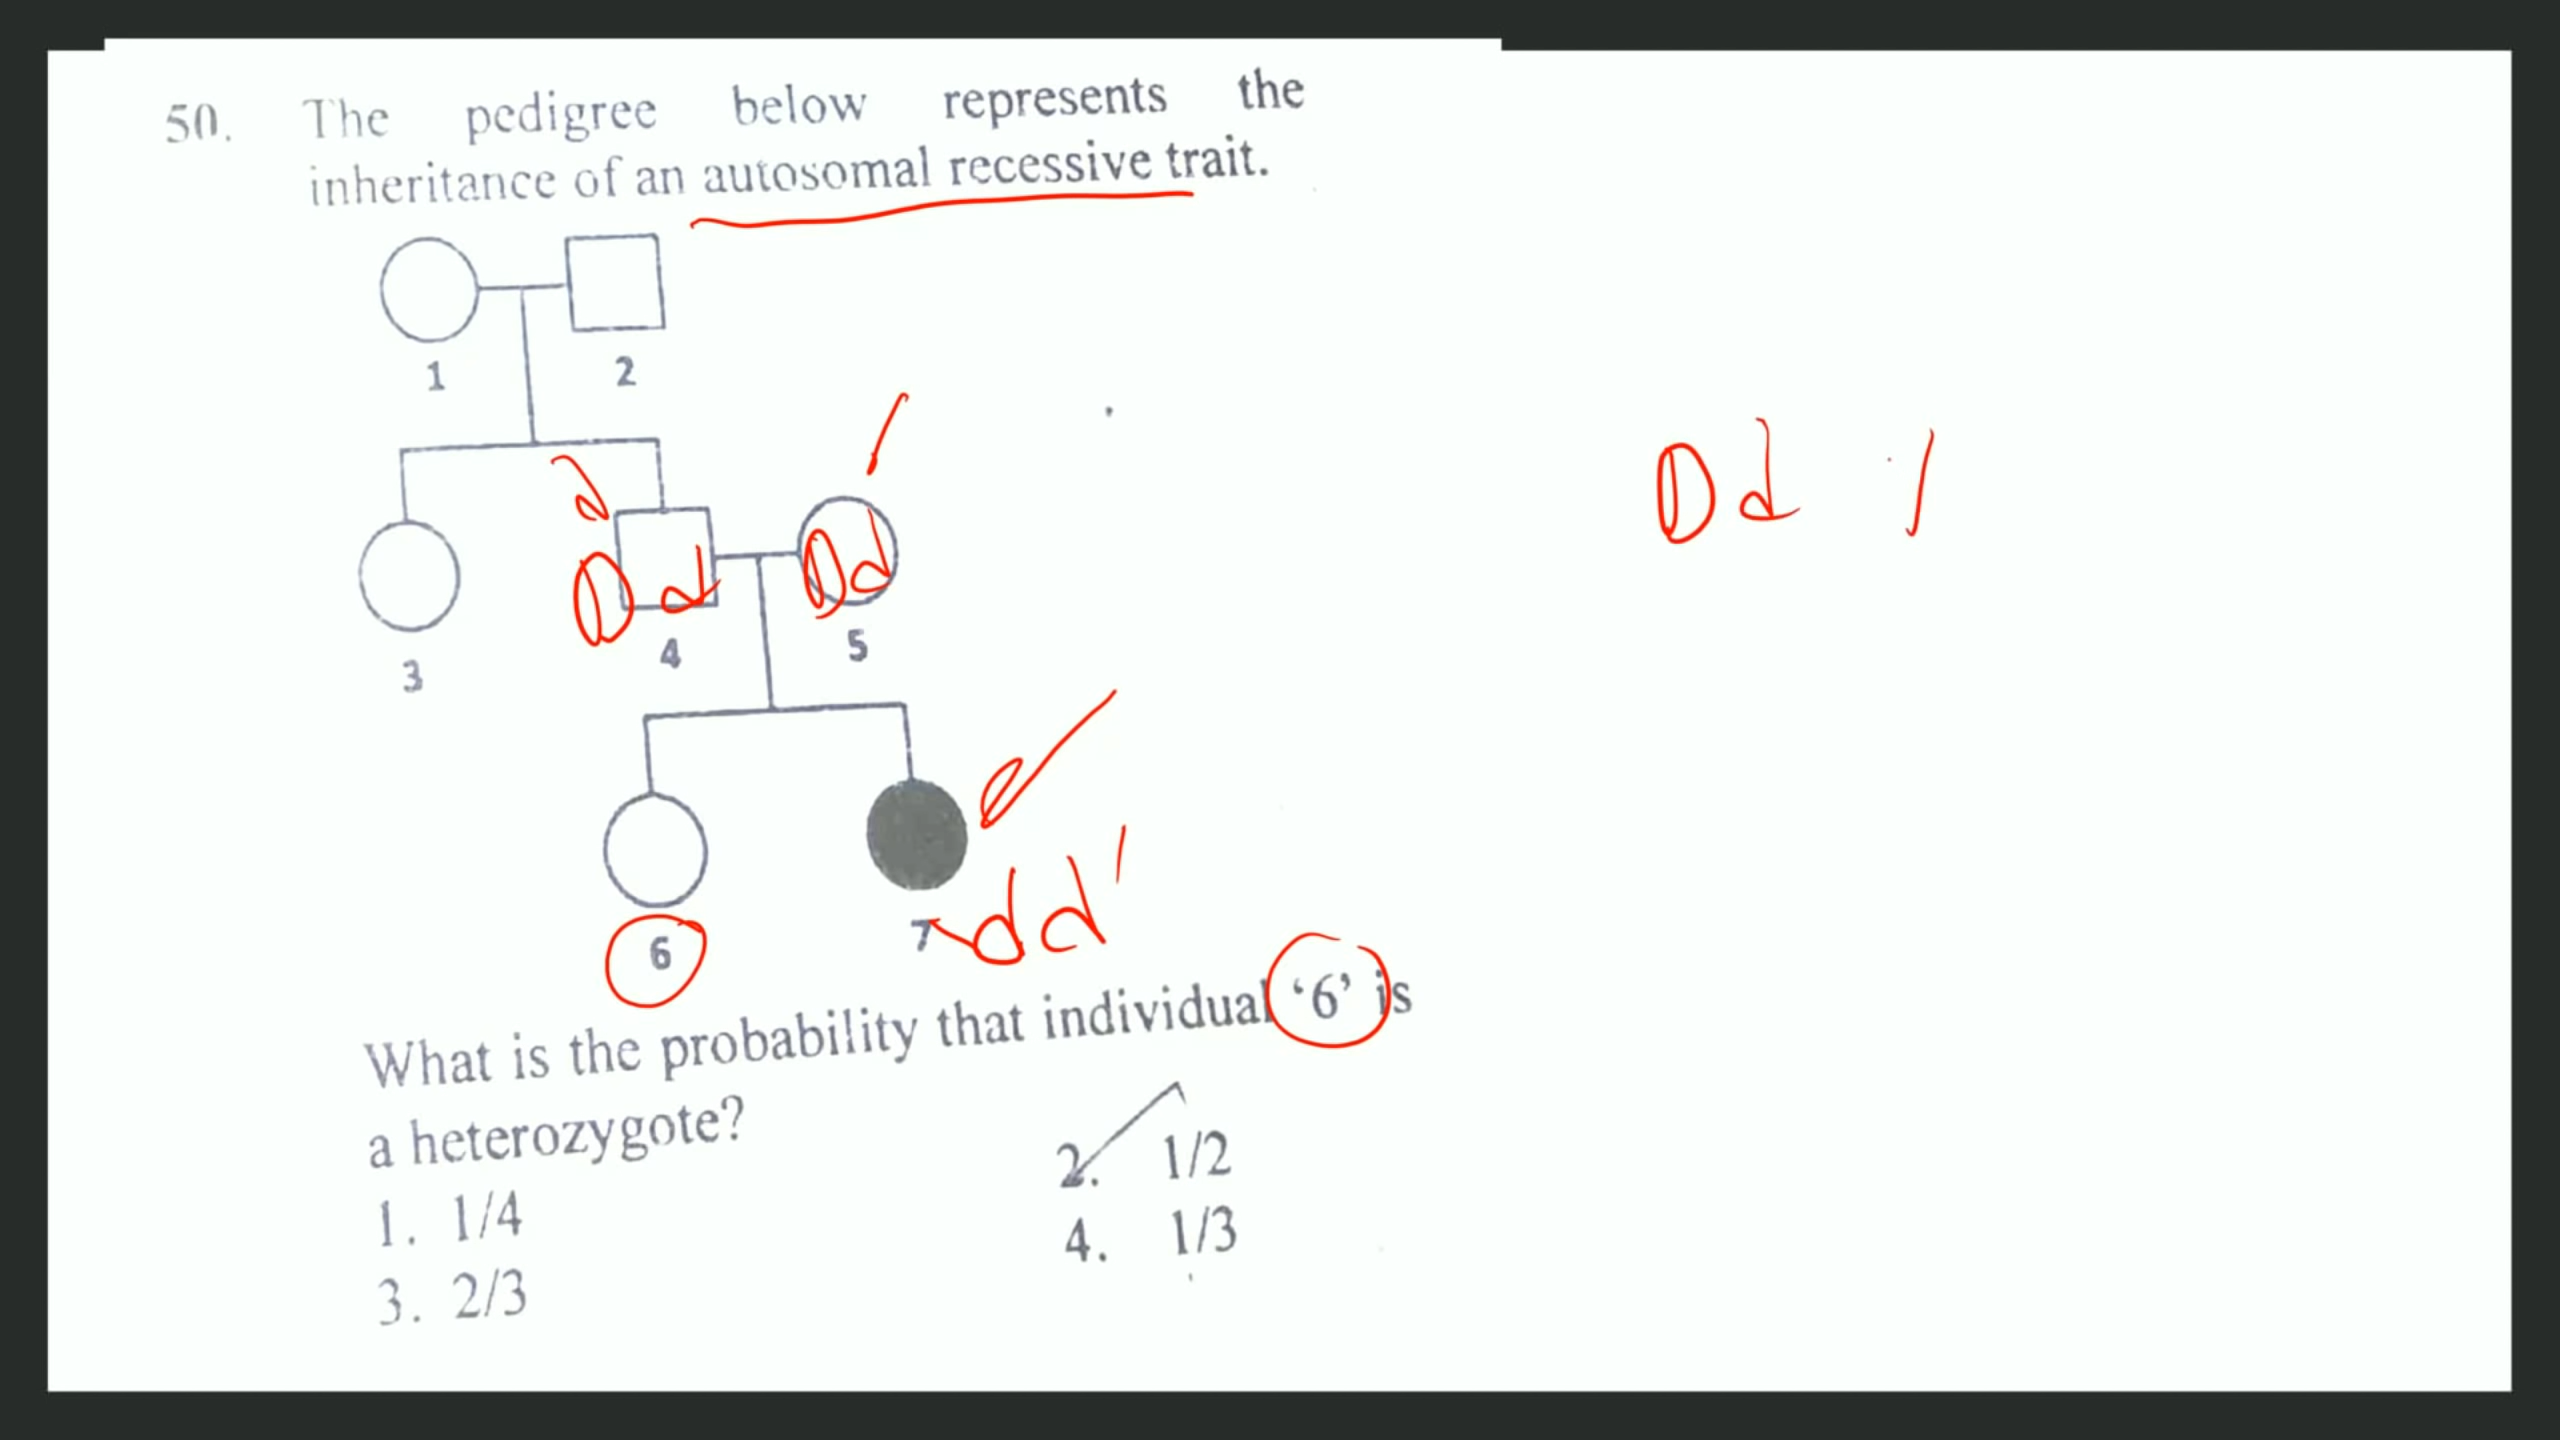 50. The pedigree below represents the
inheritance of an autosomal recessive trait.
1
2
d
D d
Dd
Dd
3
4
5
6
7
dd
What is the probability that individual '6' is
a heterozygote?
1. 1/4
2. 1/2
3. 2/3
4. 1/3